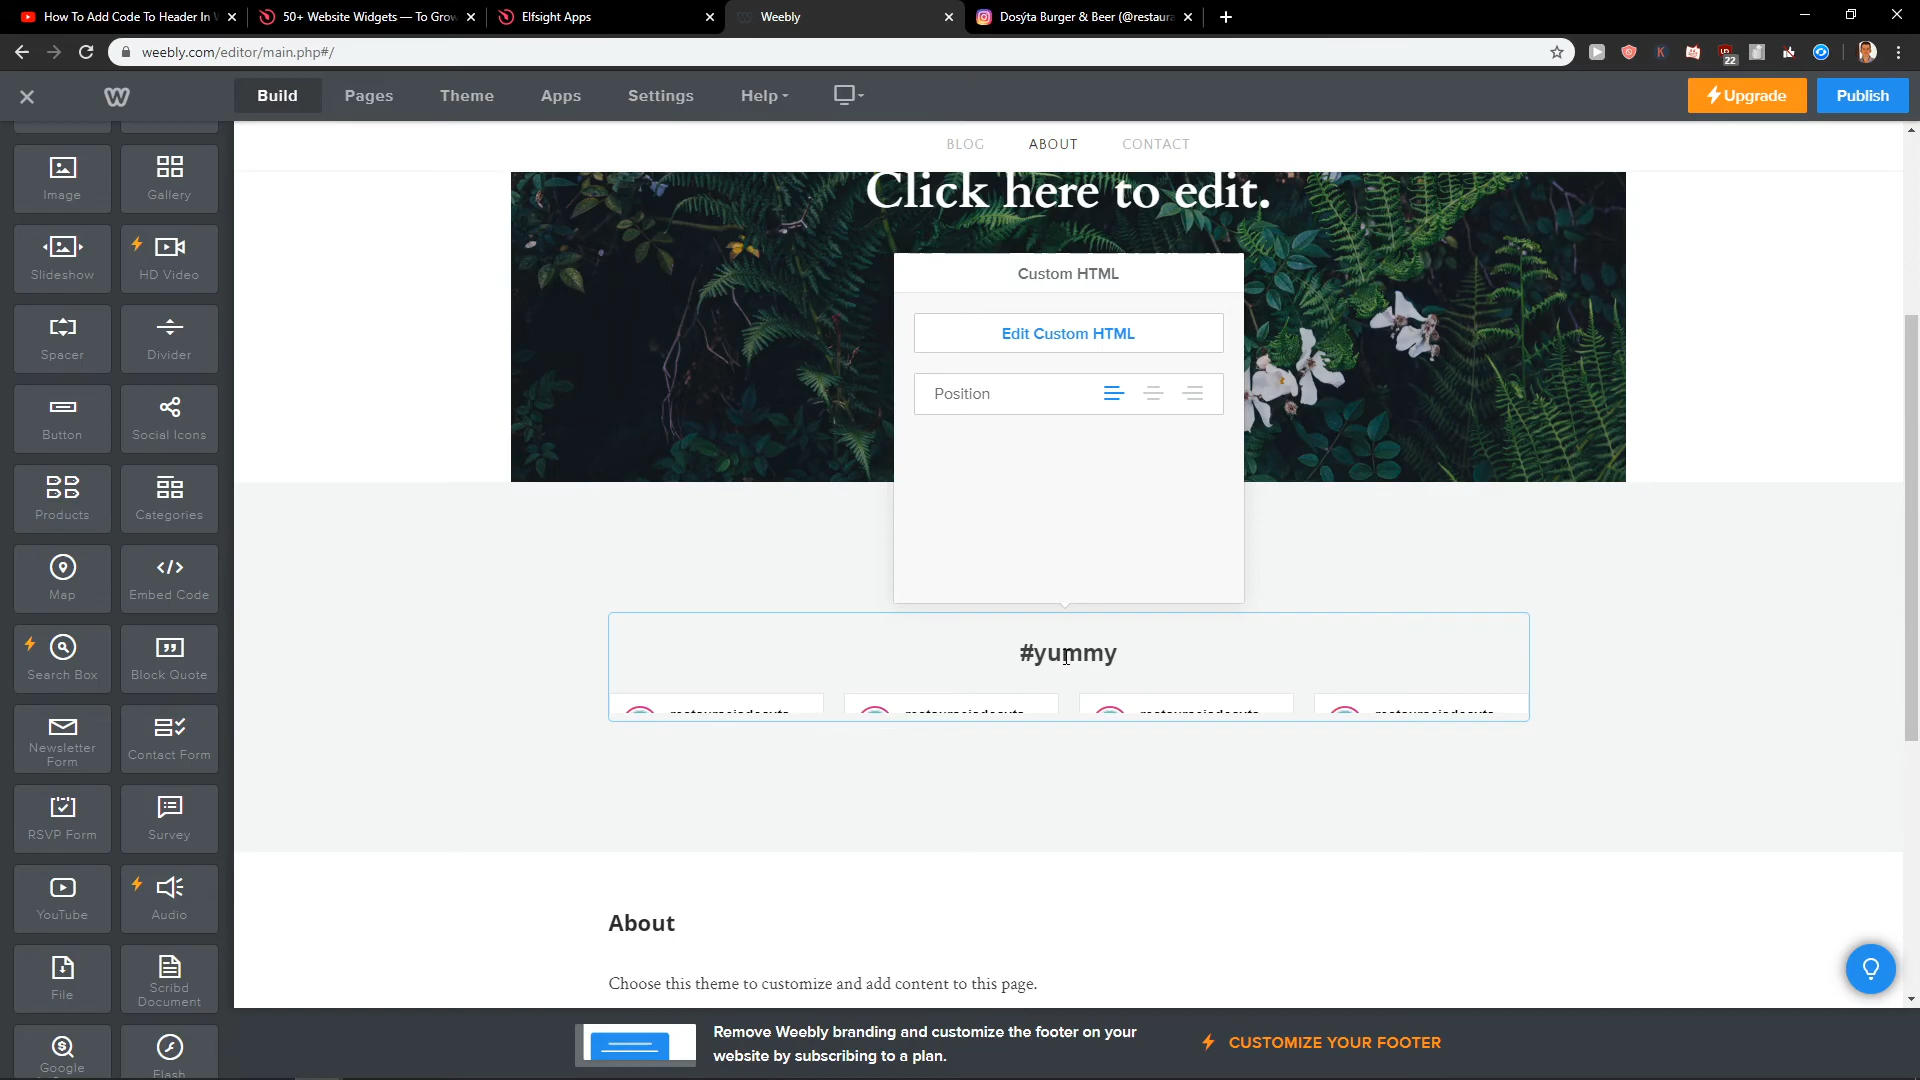 How To Add Code To Header In
50+ Website Widgets — To Grow
Elfsight Apps
Weebly
Dosýta Burger & Beer (@restaura
weebly.com/editor/main.php#/
22
Build
Pages
Theme
Apps
Settings
Help
Upgrade
Publish
BLOG
ABOUT
CONTACT
Click here to edit.
Image
Gallery
Slideshow
HD Video
Spacer
Divider
Button
Social Icons
Products
Categories
Map
Embed Code
Search Box
Block Quote
Newsletter
Form
Contact Form
RSVP Form
Survey
YouTube
Audio
File
Scribd
Document
Google
Flash
Custom HTML
Edit Custom HTML
Position
#yummy
About
Choose this theme to customize and add content to this page.
Remove Weebly branding and customize the footer on your
website by subscribing to a plan.
CUSTOMIZE YOUR FOOTER